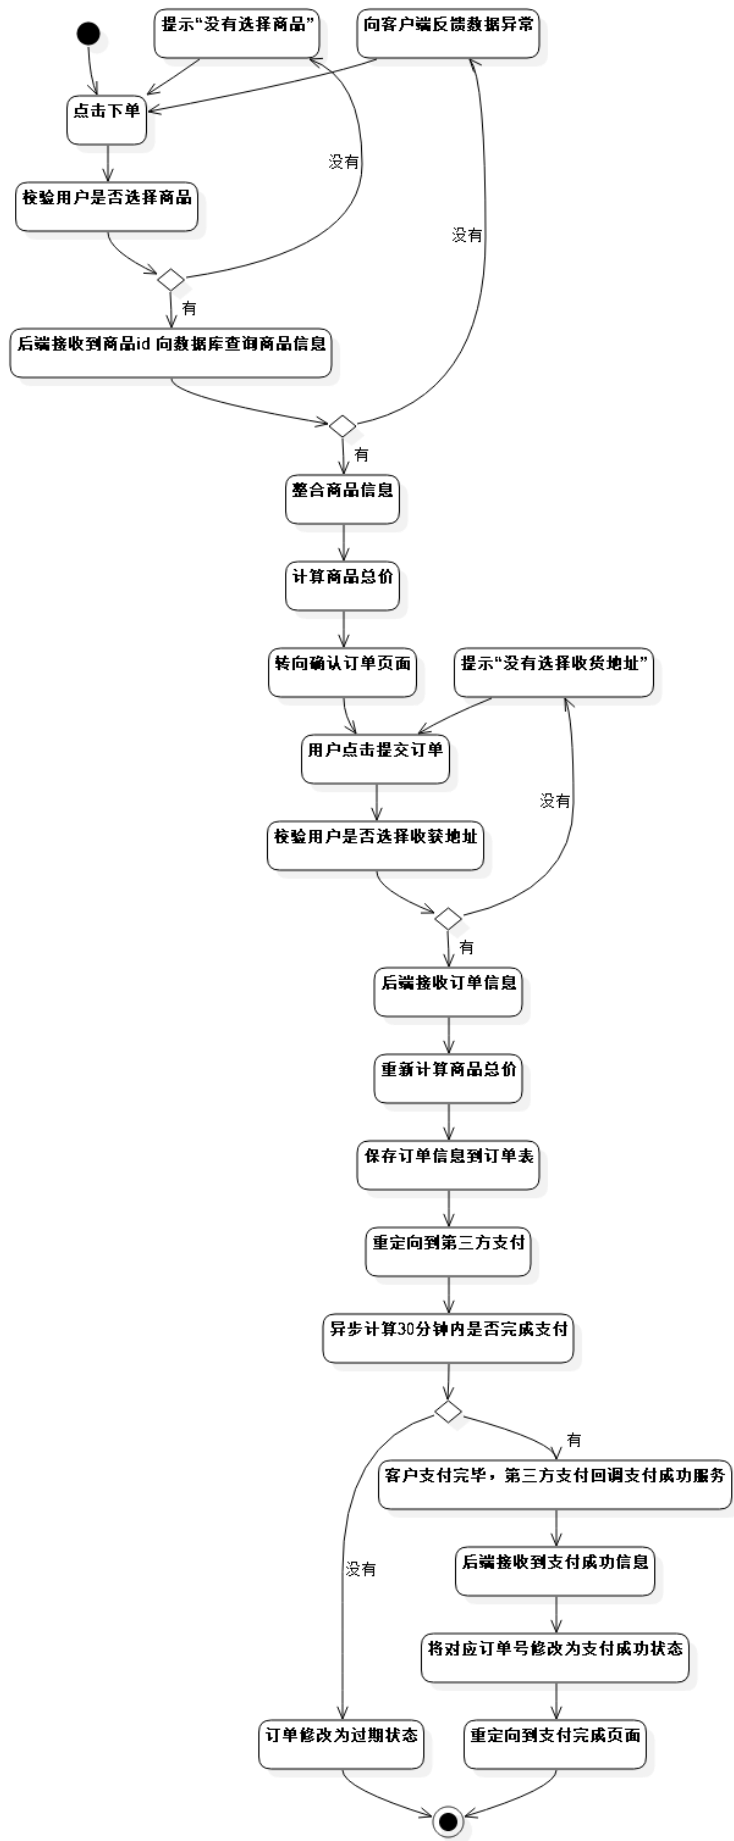 提示“没有选择商品”
向客户端反馈数据异常
点击下单
没有
校验用户是否选择商品
没有
有
后端接收到商品id 向数据库查询商品信息
有
整合商品信息
计算商品总价
转向确认订单页面
提示“没有选择收货地址”
用户点击提交订单
没有
校验用户是否选择收获地址
有
后端接收订单信息
重新计算商品总价
保存订单信息到订单表
重定向到第三方支付
异步计算30分钟内是否完成支付
有
客户支付完毕，第三方支付回调支付成功服务
后端接收到支付成功信息
没有
将对应订单号修改为支付成功状态
订单修改为过期状态
重定向到支付完成页面